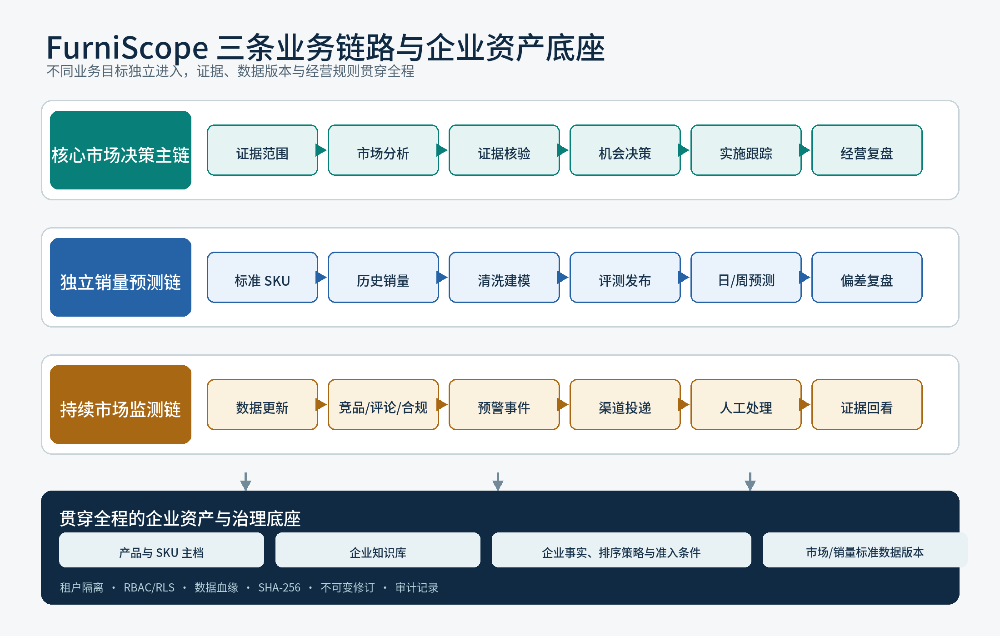 FurniScope 三条业务链路与企业资产底座
不同业务目标独立进入，证据、数据版本与经营规则贯穿全程
核心市场决策主链
证据范围
市场分析
证据核验
机会决策
实施跟踪
经营复盘
独立销量预测链
标准 SKU
历史销量
清洗建模
评测发布
日/周预测
偏差复盘
持续市场监测链
数据更新
竞品/评论/合规
预警事件
渠道投递
人工处理
证据回看
贯穿全程的企业资产与治理底座
产品与 SKU 主档
企业知识库
企业事实、排序策略与准入条件
市场/销量标准数据版本
租户隔离 • RBAC/RLS • 数据血缘 • SHA-256 • 不可变修订 • 审计记录